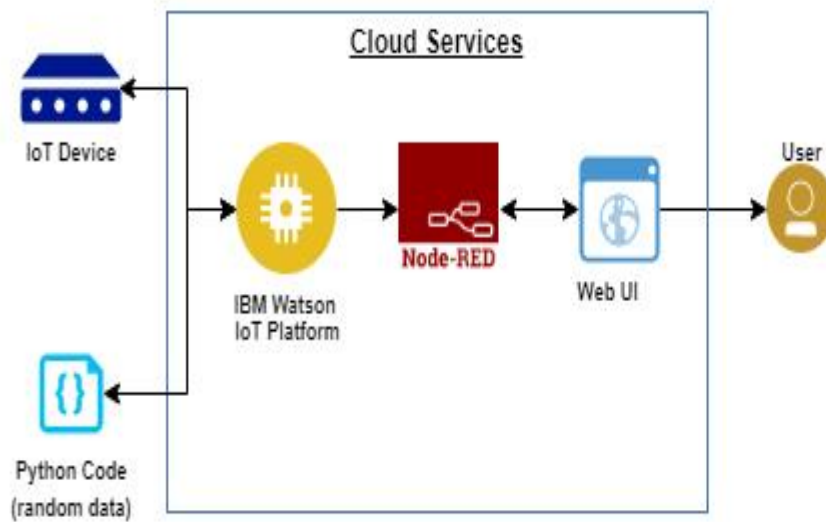 Cloud Services
IoT Device
User
Node-RED
Web UI
IBM Watson
IoT Platform
{}
Python Code
(random data)